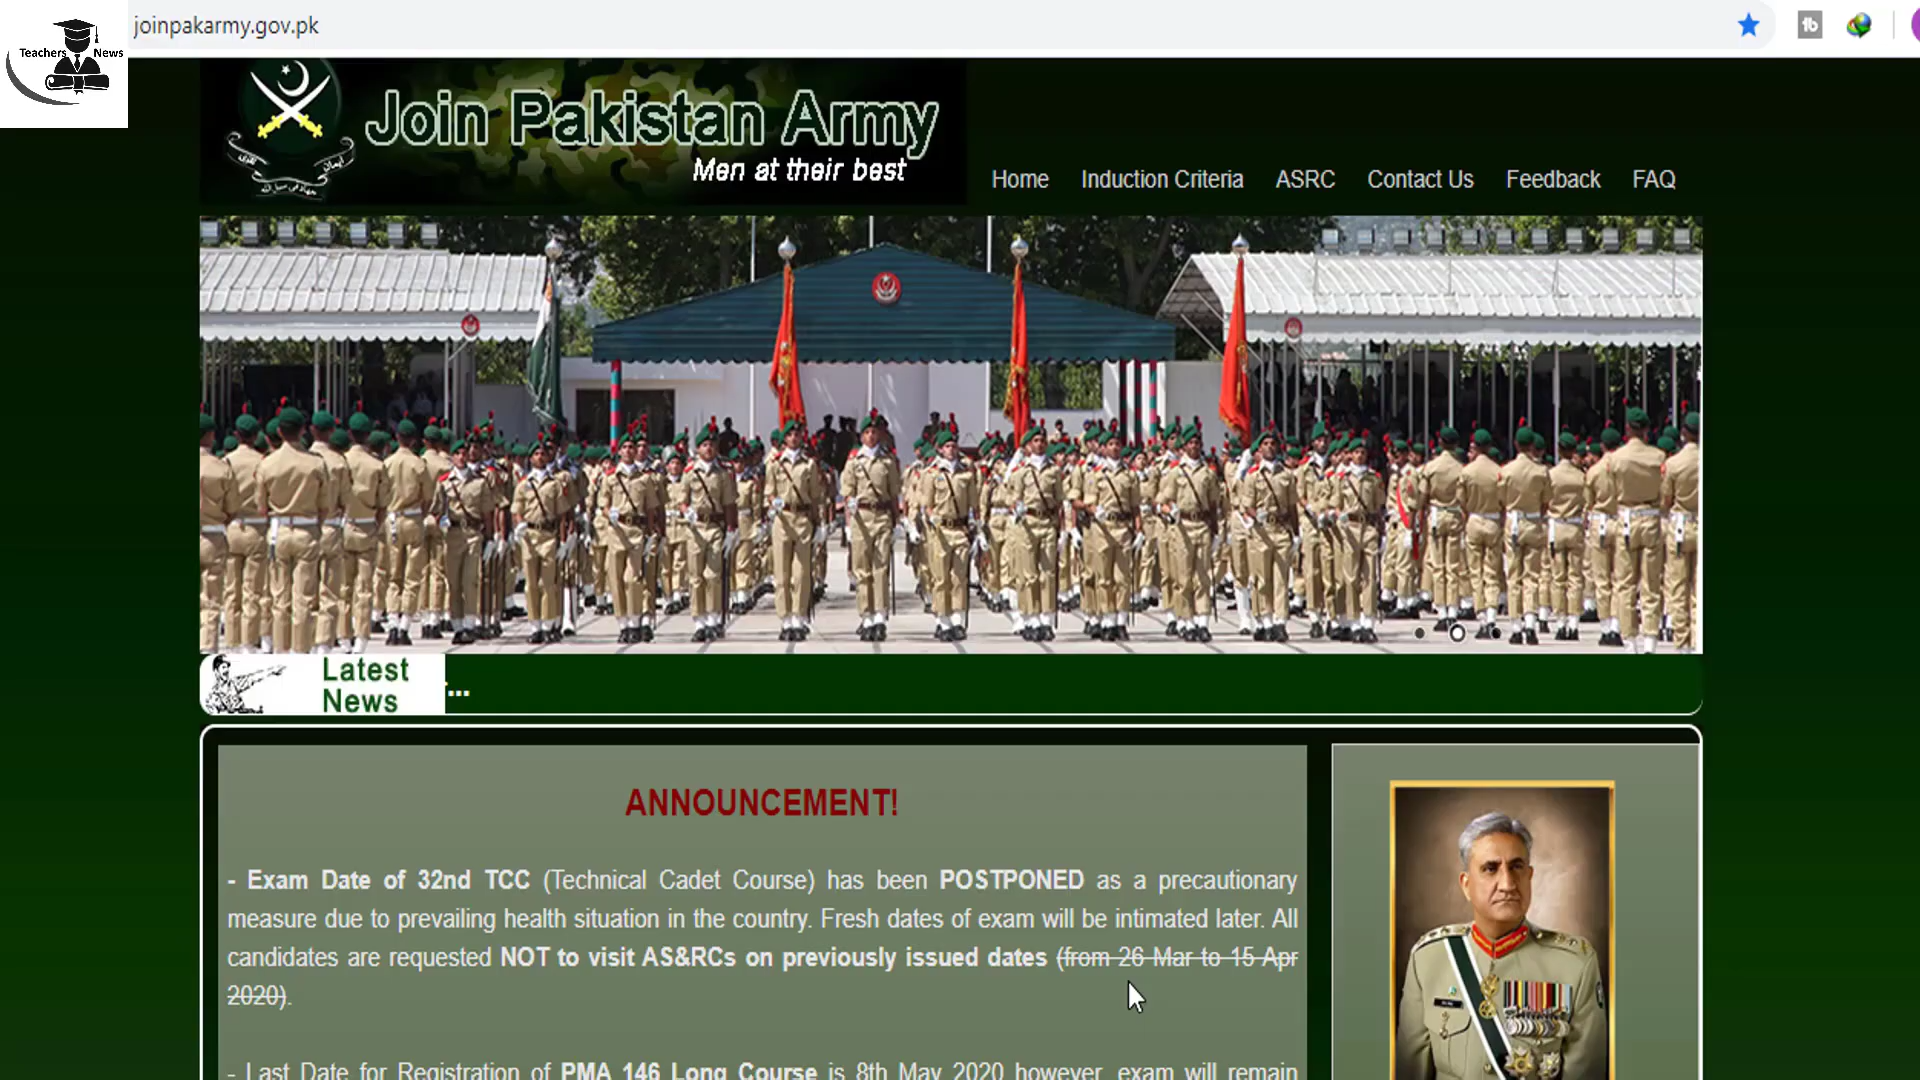 joinpakarmy.gov.pk
Teachers News
Join Pakistan Army
Men at their best
Home Induction Criteria ASRC Contact Us Feedback FAQ
Latest
News
...
ANNOUNCEMENT!
- Exam Date of 32nd TCC (Technical Cadet Course) has been POSTPONED as a precautionary
measure due to prevailing health situation in the country. Fresh dates of exam will be intimated later. All
candidates are requested NOT to visit AS&RCs on previously issued dates (from 26 Mar to 15 Apr
2020).
- Last Date for Registration of PMA 146 Long Course is 8th May 2020 however, exam will remain